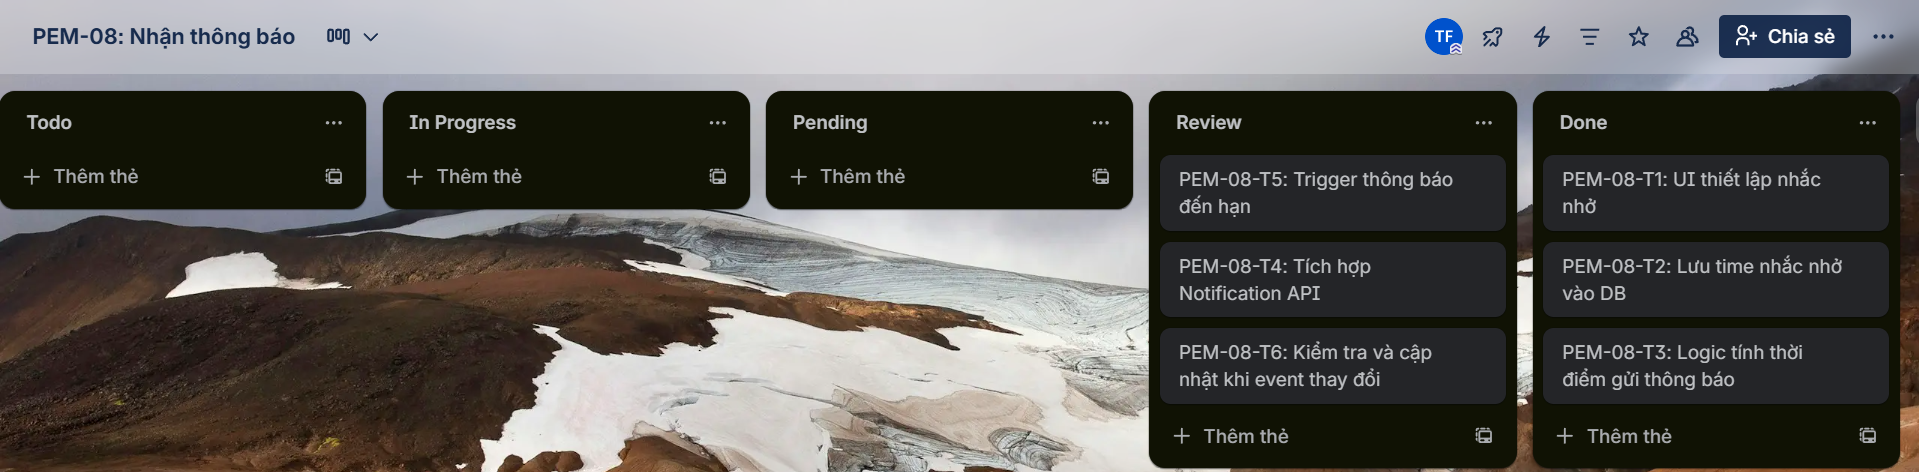 PEM-08: Nhận thông báo
TF
Chia sẻ
Todo
Thêm thẻ
In Progress
Thêm thẻ
Pending
Thêm thẻ
Review
PEM-08-T5: Trigger thông báo
đến hạn
PEM-08-T4: Tích hợp
Notification API
PEM-08-T6: Kiểm tra và cập
nhật khi event thay đổi
Thêm thẻ
Done
PEM-08-T1: UI thiết lập nhắc
nhở
PEM-08-T2: Lưu time nhắc nhở
vào DB
PEM-08-T3: Logic tính thời
điểm gửi thông báo
Thêm thẻ